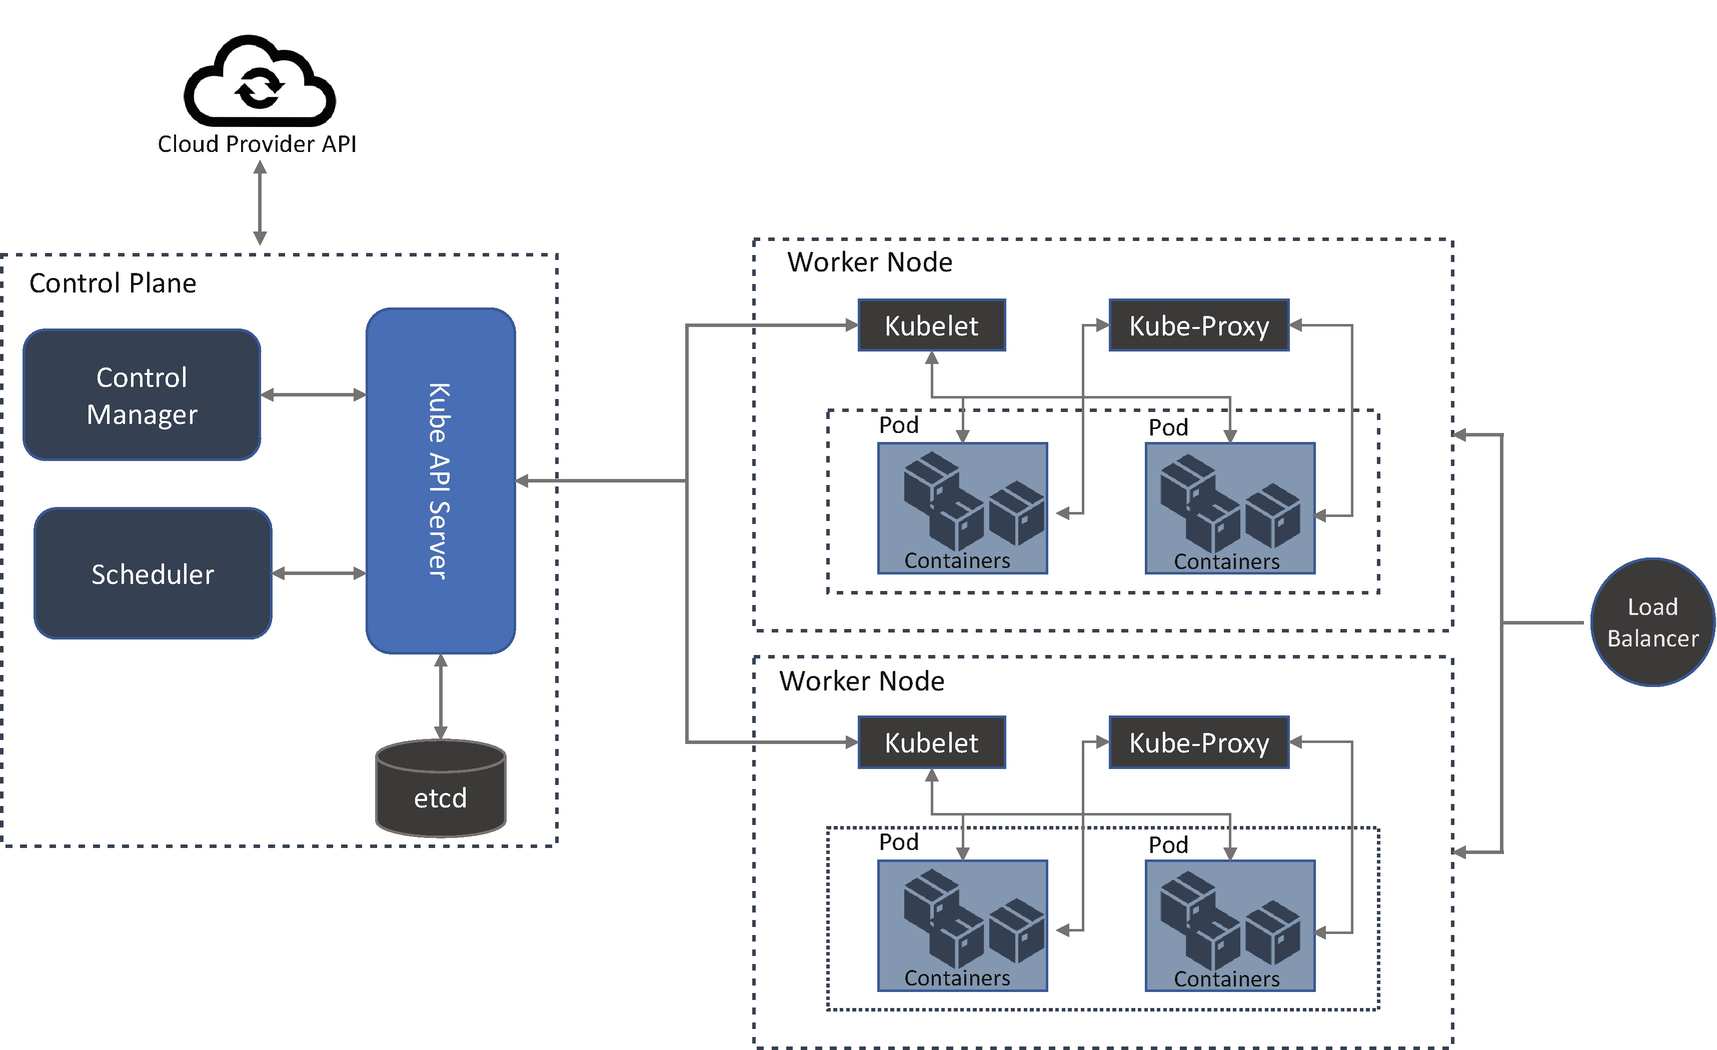 Cloud Provider API
Control Plane
Control
Manager
Scheduler
Kube API Server
etcd
Worker Node
Kubelet
Kube-Proxy
Pod
Containers
Pod
Containers
Worker Node
Kubelet
Kube-Proxy
Pod
Containers
Pod
Containers
Load
Balancer